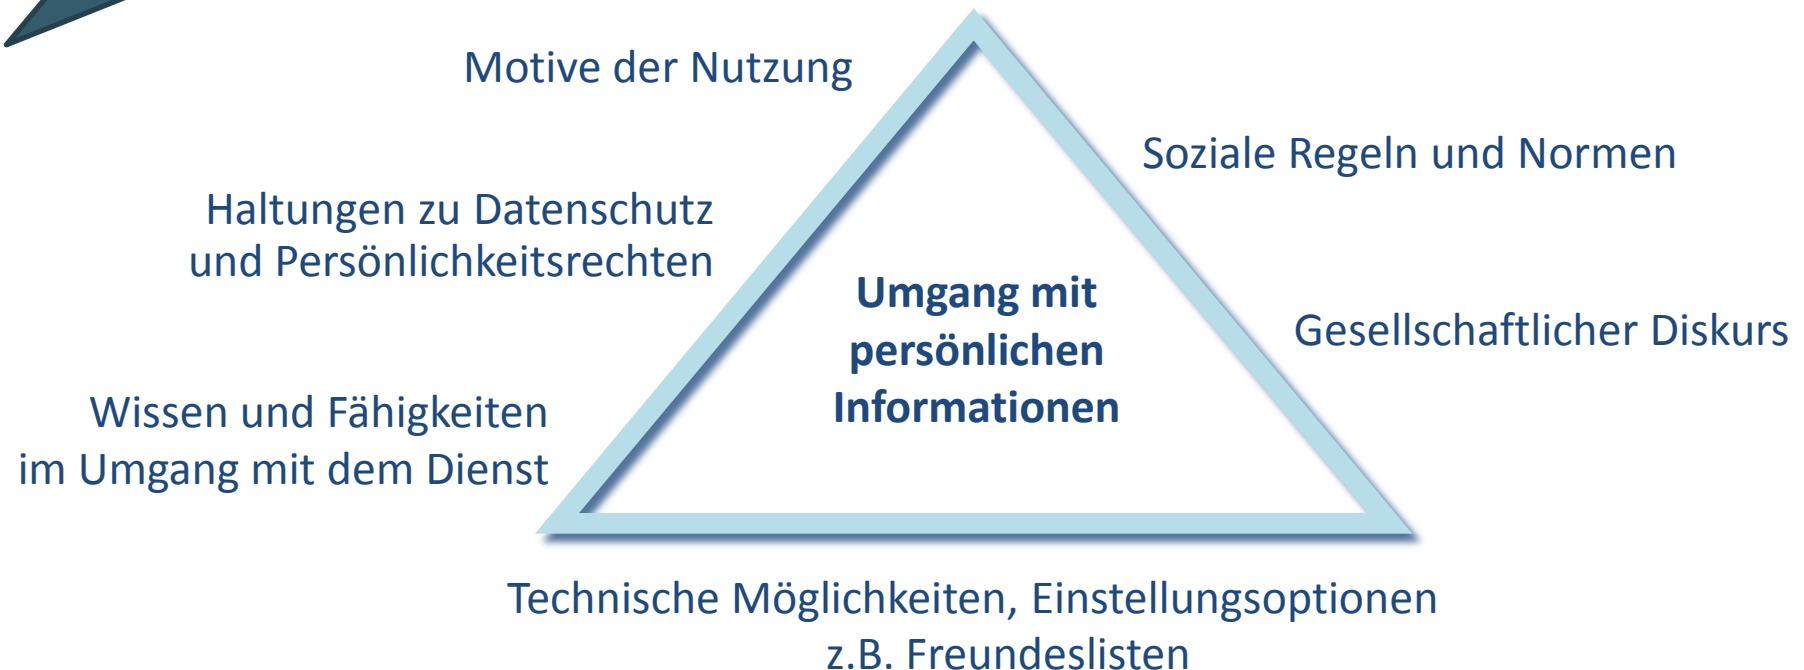 Motive der Nutzung
Soziale Regeln und Normen
Haltungen zu Datenschutz
und Persönlichkeitsrechten
Umgang mit
persönlichen
Informationen
Gesellschaftlicher Diskurs
Wissen und Fähigkeiten
im Umgang mit dem Dienst
Technische Möglichkeiten, Einstellungsoptionen
z.B. Freundeslisten